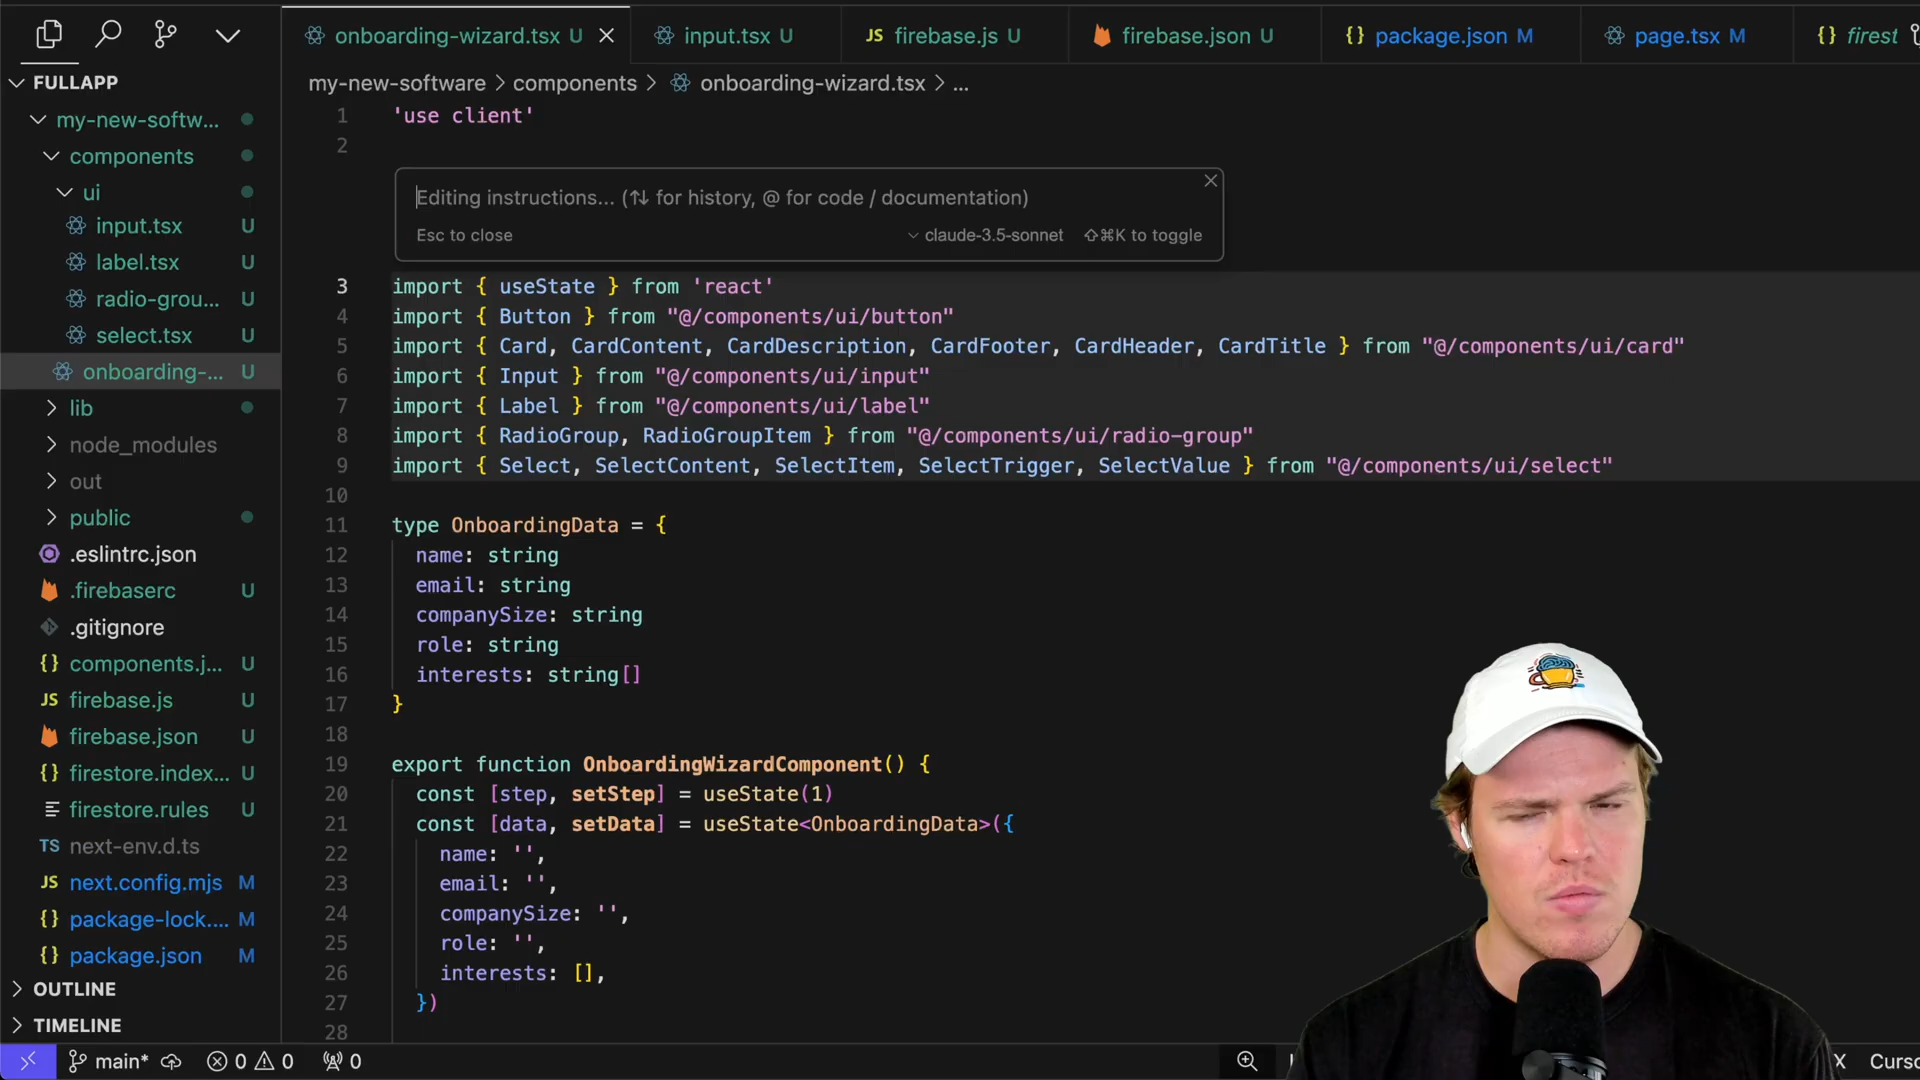 onboarding-wizard.tsx U
input.tsx U
JS firebase.js U
firebase.json U
{} package.json M
page.tsx M
{} firest
FULLAPP
my-new-softw...
components
ui
input.tsx U
label.tsx U
radio-grou... U
select.tsx U
onboarding-... U
lib
node_modules
out
public
.eslintrc.json
.firebaserc U
.gitignore
{} components.j... U
JS firebase.js U
firebase.json U
{} firestore.index... U
firestore.rules U
TS next-env.d.ts
JS next.config.mjs M
{} package-lock.... M
{} package.json M
OUTLINE
TIMELINE
my-new-software > components > onboarding-wizard.tsx > ...
1 'use client'
2
Editing instructions... (↑↓ for history, @ for code / documentation)
Esc to close
claude-3.5-sonnet ⇧⌘K to toggle
3 import { useState } from 'react'
4 import { Button } from "@/components/ui/button"
5 import { Card, CardContent, CardDescription, CardFooter, CardHeader, CardTitle } from "@/components/ui/card"
6 import { Input } from "@/components/ui/input"
7 import { Label } from "@/components/ui/label"
8 import { RadioGroup, RadioGroupItem } from "@/components/ui/radio-group"
9 import { Select, SelectContent, SelectItem, SelectTrigger, SelectValue } from "@/components/ui/select"
10
11 type OnboardingData = {
12 name: string
13 email: string
14 companySize: string
15 role: string
16 interests: string[]
17 }
18
19 export function OnboardingWizardComponent() {
20 const [step, setStep] = useState(1)
21 const [data, setData] = useState<OnboardingData>({
22 name: '',
23 email: '',
24 companySize: '',
25 role: '',
26 interests: [],
27 })
28
main* 0 0 0
X Curso